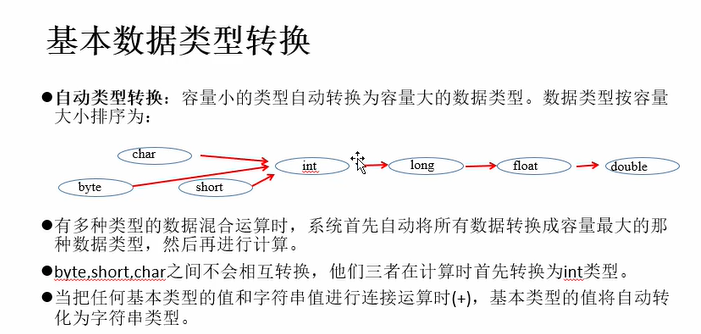 基本数据类型转换
●自动类型转换：容量小的类型自动转换为容量大的数据类型。数据类型按容量
大小排序为：
char
int
long
float
double
byte
short
●有多种类型的数据混合运算时，系统首先自动将所有数据转换成容量最大的那
种数据类型，然后再进行计算。
●byte,short,char之间不会相互转换，他们三者在计算时首先转换为int类型。
●当把任何基本类型的值和字符串值进行连接运算时(+)，基本类型的值将自动转
化为字符串类型。